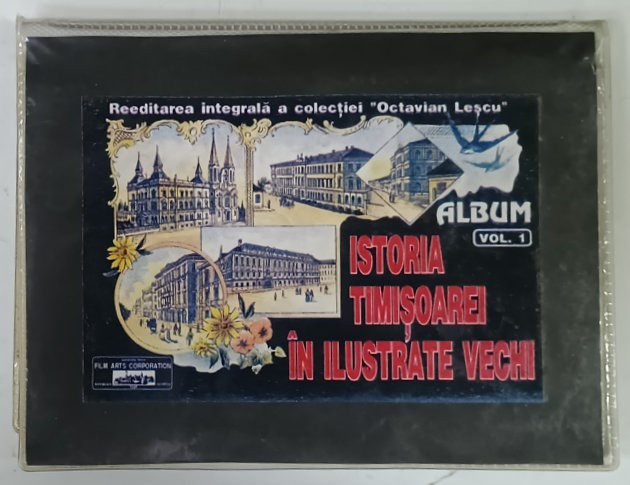 Reeditarea integrală a colecției "Octavian Leșcu"
ALBUM
VOL. 1
ISTORIA
TIMIȘOAREI
ÎN ILUSTRATE VECHI
FILM ARTS CORPORATION